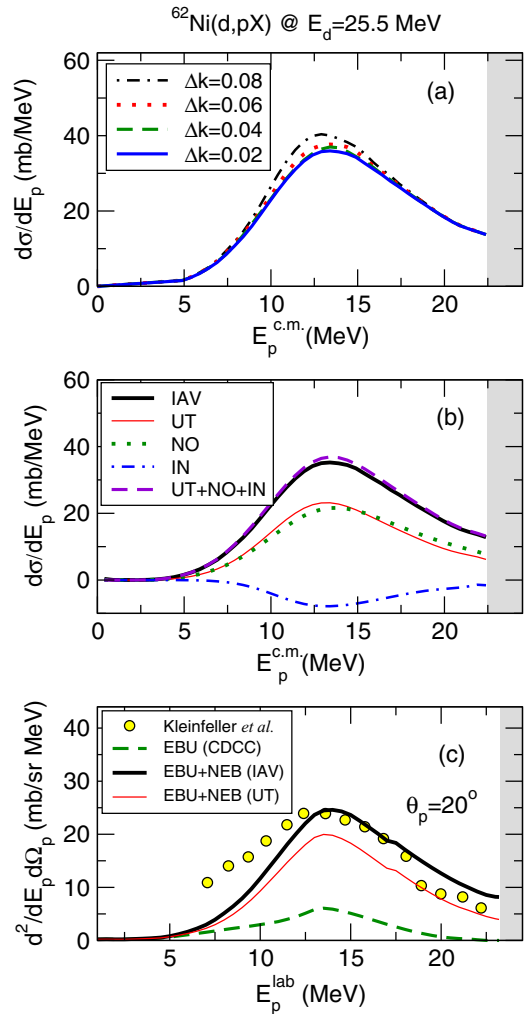 ⁶²Ni(d,pX) @ E_d=25.5 MeV
60
40
20
0
dσ/dE_p (mb/MeV)
Δk=0.08
Δk=0.06
Δk=0.04
Δk=0.02
(a)
0 5 10 15 20
E_p^c.m.(MeV)
60
40
20
0
dσ/dE_p (mb/MeV)
IAV
UT
NO
IN
UT+NO+IN
(b)
0 5 10 15 20
E_p^c.m.(MeV)
40
30
20
10
0
d²/dE_pdΩ_p (mb/sr MeV)
Kleinfeller et al.
EBU (CDCC)
EBU+NEB (IAV)
EBU+NEB (UT)
(c)
θ_p=20°
5 10 15 20
E_p^lab (MeV)